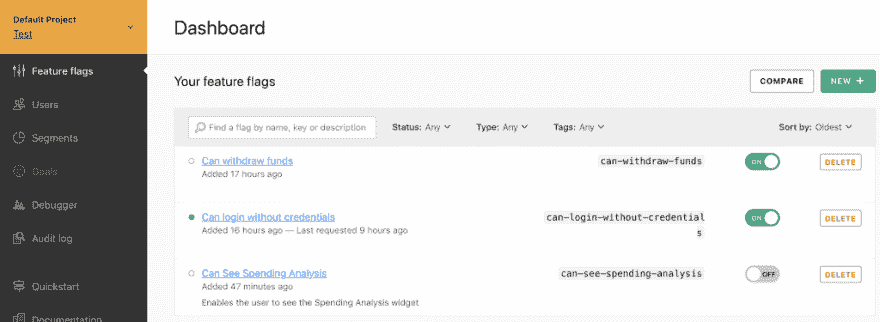 Default Project
Test
Dashboard
Feature flags
Users
Segments
Goals
Debugger
Audit log
Quickstart
Documentation
Your feature flags
COMPARE
NEW +
Find a flag by name, key or description
Status: Any
Type: Any
Tags: Any
Sort by: Oldest
Can withdraw funds
can-withdraw-funds
ON
DELETE
Added 17 hours ago
Can login without credentials
can-login-without-credential
s
ON
DELETE
Added 16 hours ago — Last requested 9 hours ago
Can See Spending Analysis
can-see-spending-analysis
OFF
DELETE
Added 47 minutes ago
Enables the user to see the Spending Analysis widget